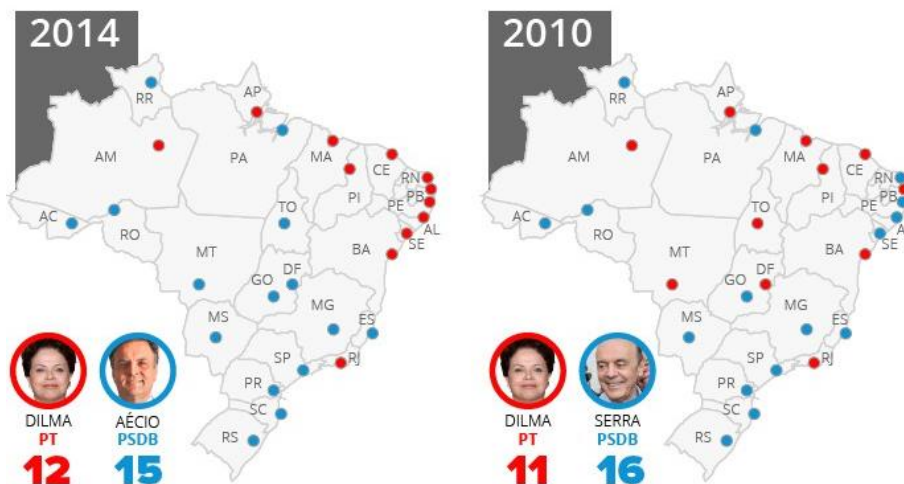 2014
RR
AP
AM
PA
MA
CE
RN
PB
PI
PE
AL
SE
AC
TO
RO
BA
MT
DF
GO
MG
MS
ES
SP
RJ
PR
SC
RS
DILMA
PT
12
AÉCIO
PSDB
15
2010
RR
AP
AM
PA
MA
CE
RN
PB
PI
PE
A
SE
AC
TO
RO
BA
MT
DF
GO
MG
MS
ES
SP
RJ
PR
SC
RS
DILMA
PT
11
SERRA
PSDB
16